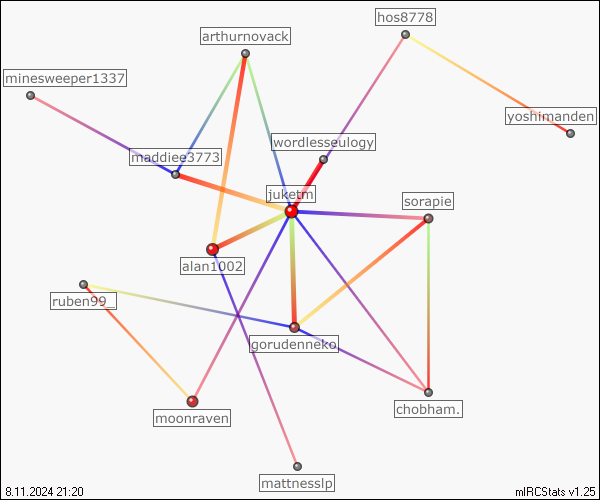 hos8778
arthurnovack
minesweeper1337
yoshimanden
wordlesseulogy
maddiee3773
juketm
sorapie
alan1002
ruben99_
gorudenneko
chobham.
moonraven
mattnesslp
8.11.2024 21:20
mIRCStats v1.25